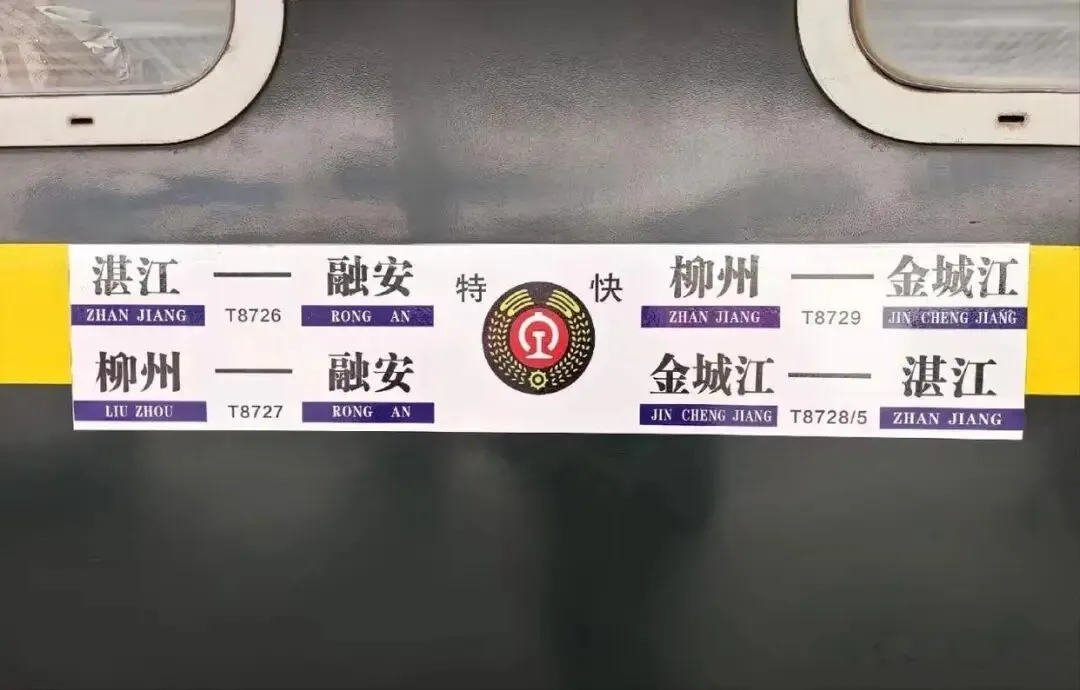 湛江 — 融安 特 快 柳州 — 金城江
ZHAN JIANG T8726 RONG AN ZHAN JIANG T8729 JIN CHENG JIANG
柳州 — 融安 金城江 — 湛江
LIU ZHOU T8727 RONG AN JIN CHENG JIANG T8728/5 ZHAN JIANG